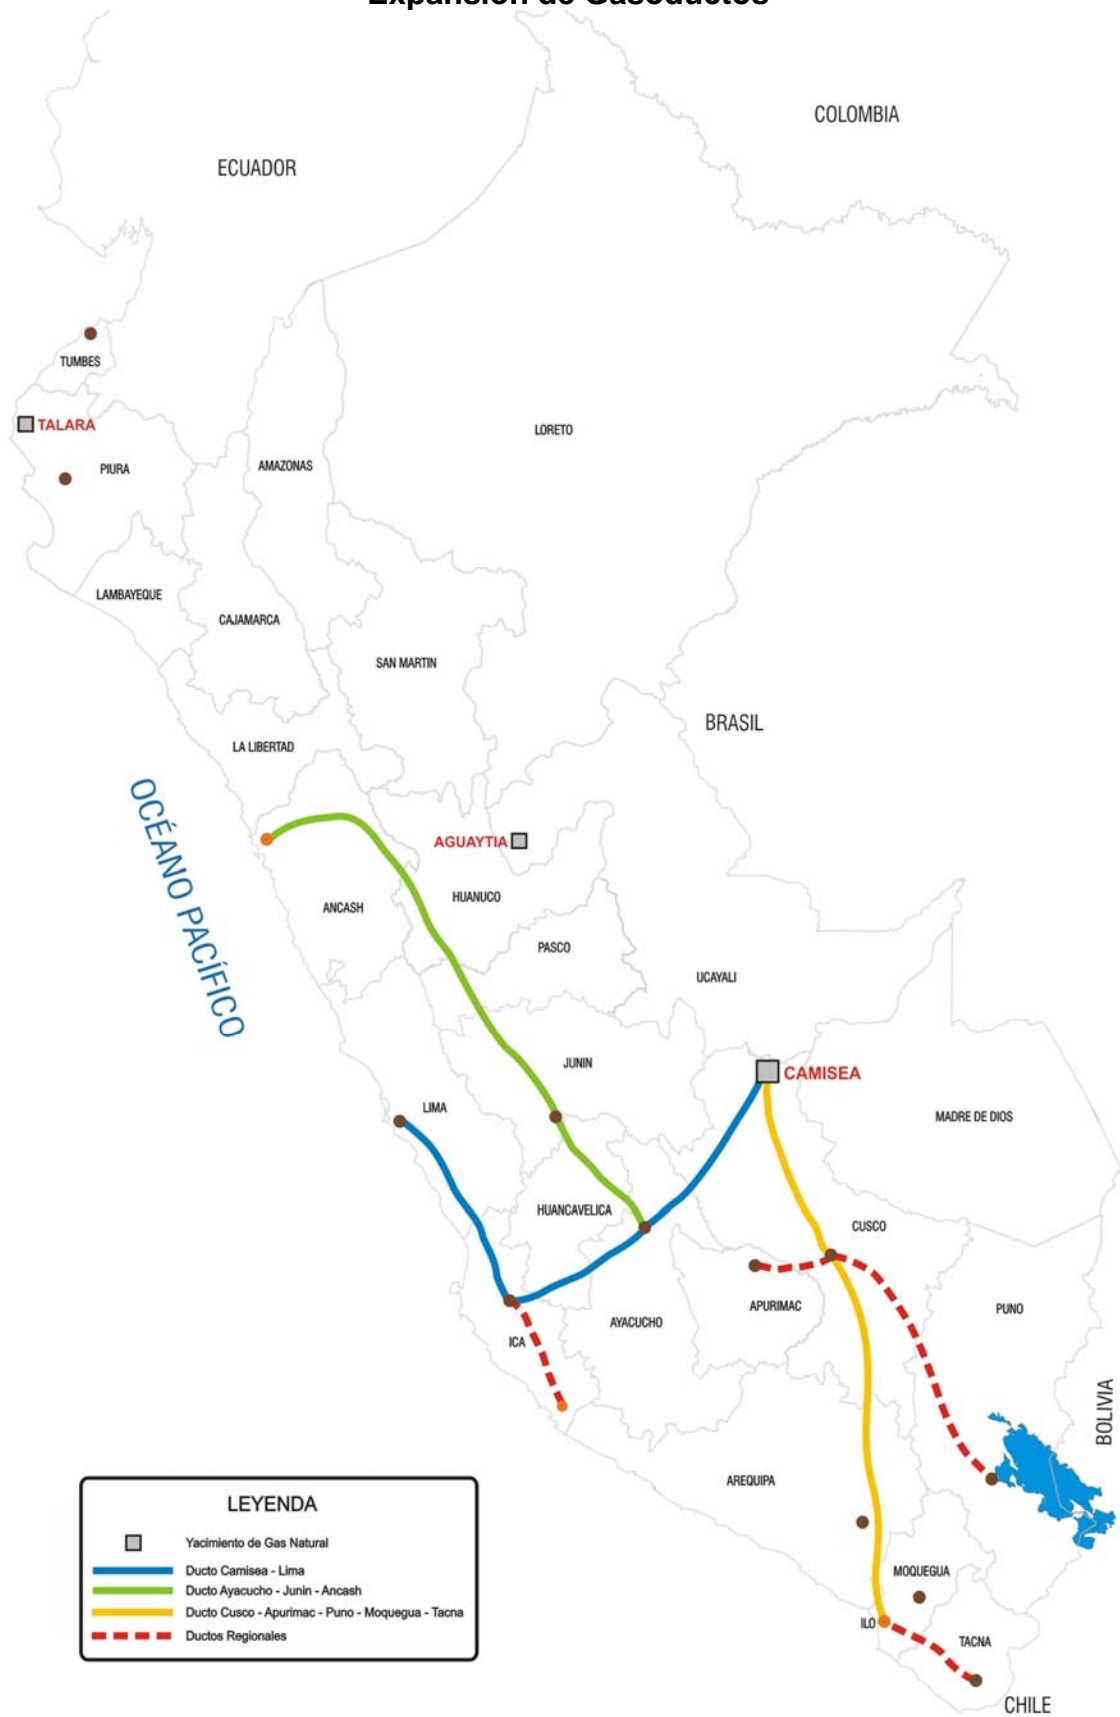 Expansión de Gasoductos
COLOMBIA
ECUADOR
TUMBES
TALARA
LORETO
PIURA
AMAZONAS
LAMBAYEQUE
CAJAMARCA
SAN MARTIN
BRASIL
LA LIBERTAD
OCÉANO PACÍFICO
AGUAYTIA
HUANUCO
ANCASH
PASCO
UCAYALI
JUNIN
CAMISEA
LIMA
MADRE DE DIOS
HUANCAVELICA
CUSCO
APURIMAC
PUNO
AYACUCHO
ICA
BOLIVIA
AREQUIPA
MOQUEGUA
ILO
TACNA
CHILE
LEYENDA
Yacimiento de Gas Natural
Ducto Camisea - Lima
Ducto Ayacucho - Junin - Ancash
Ducto Cusco - Apurimac - Puno - Moquegua - Tacna
Ductos Regionales